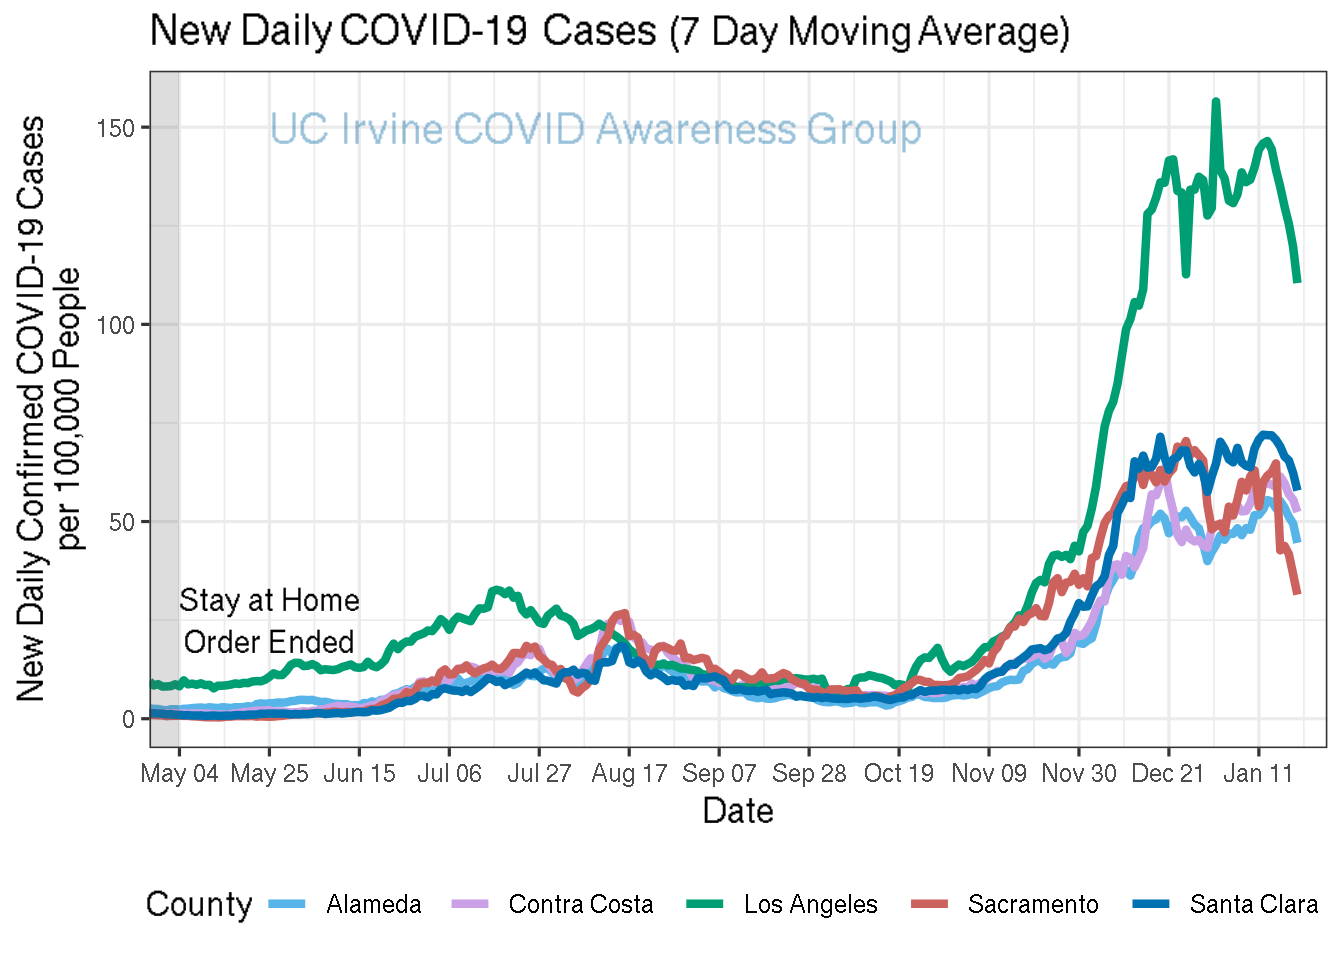 New Daily COVID-19 Cases (7 Day Moving Average)
UC Irvine COVID Awareness Group
New Daily Confirmed COVID-19 Cases
per 100,000 People
150
100
50
0
Stay at Home
Order Ended
May 04 May 25 Jun 15 Jul 06 Jul 27 Aug 17 Sep 07 Sep 28 Oct 19 Nov 09 Nov 30 Dec 21 Jan 11
Date
County Alameda Contra Costa Los Angeles Sacramento Santa Clara